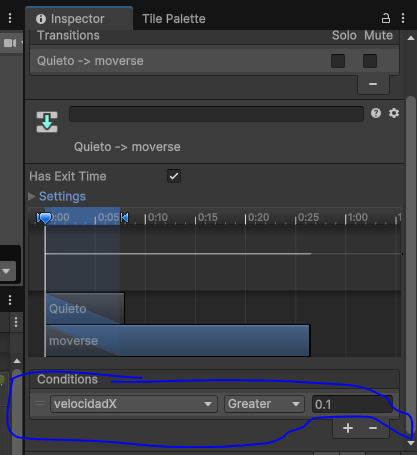 Inspector Tile Palette
Transitions Solo Mute
Quieto -> moverse
Quieto -> moverse
Has Exit Time
Settings
0:00 0:05 0:10 0:15 0:20 0:25 1:00
Quieto
moverse
Conditions
velocidadX Greater 0.1